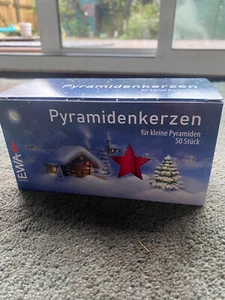 Pyramidenkerzen
für kleine Pyramiden
50 Stück
EWA